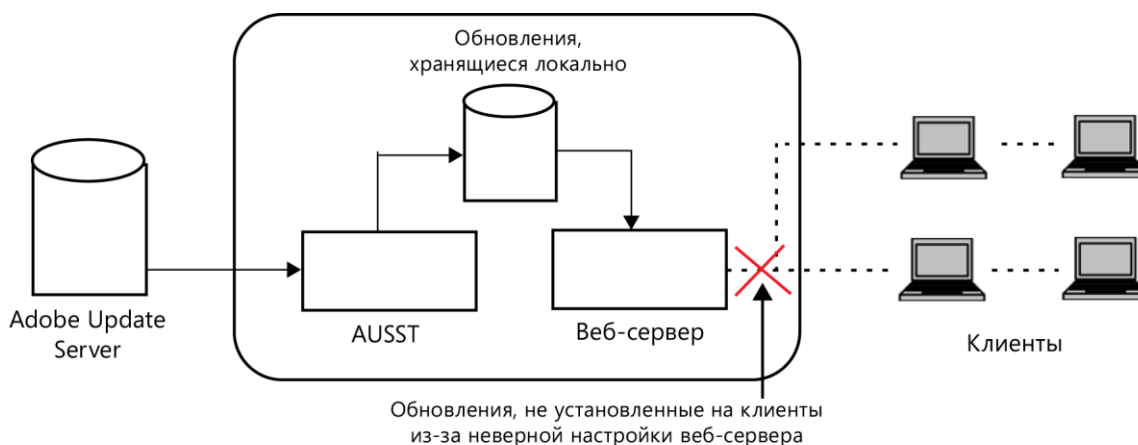 Обновления,
хранящиеся локально
Adobe Update
Server
AUSST
Веб-сервер
Клиенты
Обновления, не установленные на клиенты
из-за неверной настройки веб-сервера